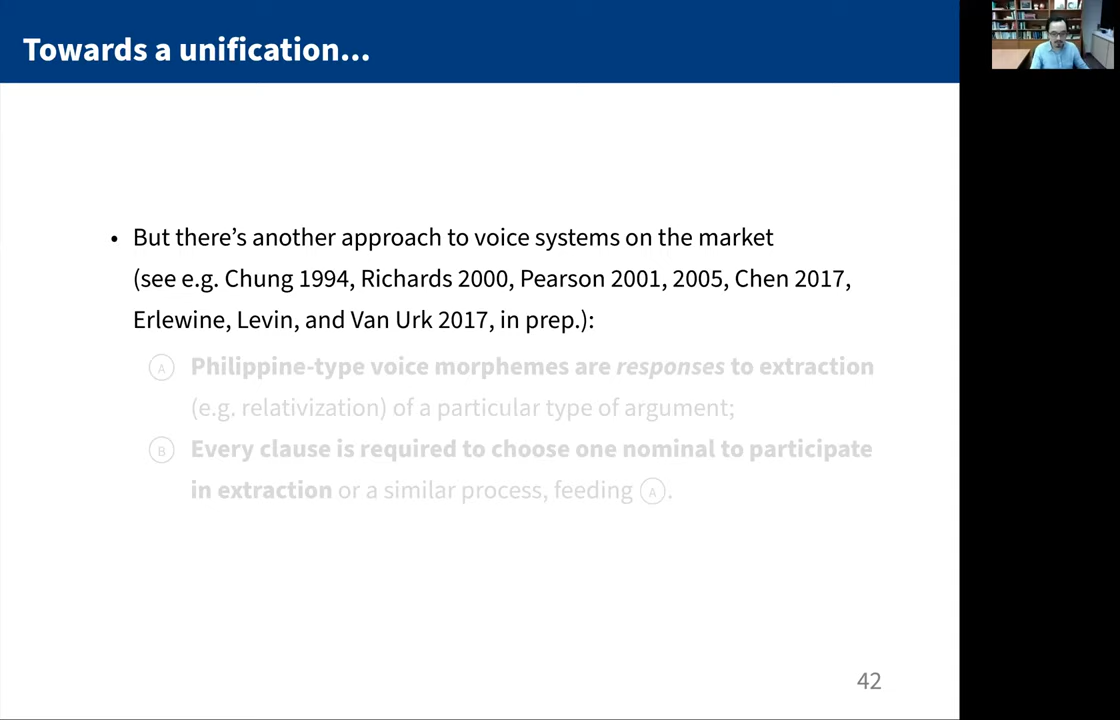 Towards a unification...
• But there's another approach to voice systems on the market
(see e.g. Chung 1994, Richards 2000, Pearson 2001, 2005, Chen 2017,
Erlewine, Levin, and Van Urk 2017, in prep.):
Ⓐ Philippine-type voice morphemes are responses to extraction
(e.g. relativization) of a particular type of argument;
Ⓑ Every clause is required to choose one nominal to participate
in extraction or a similar process, feeding Ⓐ.
42